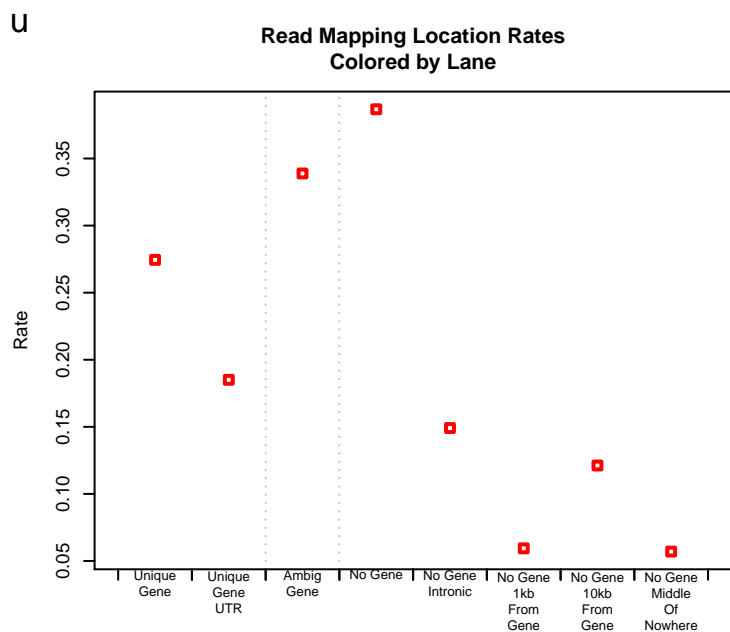 u
Read Mapping Location Rates
Colored by Lane
Rate
0.35
0.30
0.25
0.20
0.15
0.10
0.05
Unique
Gene
Unique
Gene
UTR
Ambig
Gene
No Gene
No Gene
Intronic
No Gene
1kb
From
Gene
No Gene
10kb
From
Gene
No Gene
Middle
Of
Nowhere